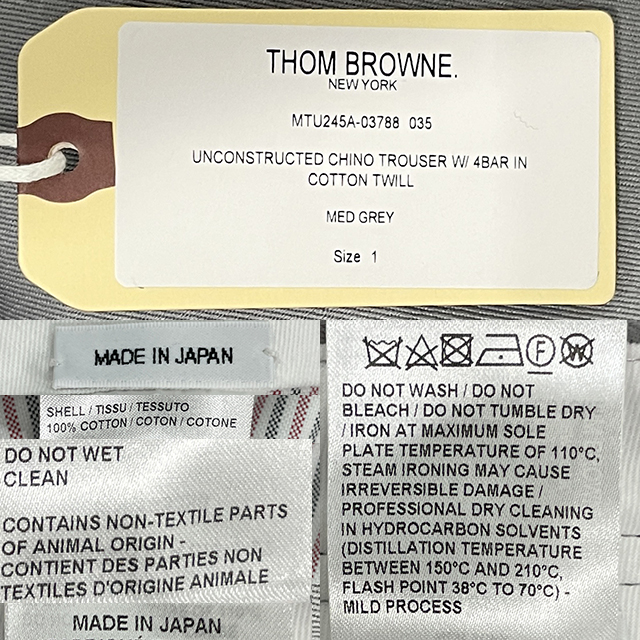 THOM BROWNE.
NEW YORK
MTU245A-03788 035
UNCONSTRUCTED CHINO TROUSER W/ 4BAR IN
COTTON TWILL
MED GREY
Size 1
MADE IN JAPAN
SHELL / TISSU / TESSUTO
100% COTTON / COTON / COTONE
DO NOT WET
CLEAN
CONTAINS NON-TEXTILE PARTS
OF ANIMAL ORIGIN -
CONTIENT DES PARTIES NON
TEXTILES D'ORIGINE ANIMALE
MADE IN JAPAN
F
W
DO NOT WASH / DO NOT
BLEACH / DO NOT TUMBLE DRY
/ IRON AT MAXIMUM SOLE
PLATE TEMPERATURE OF 110°C,
STEAM IRONING MAY CAUSE
IRREVERSIBLE DAMAGE /
PROFESSIONAL DRY CLEANING
IN HYDROCARBON SOLVENTS
(DISTILLATION TEMPERATURE
BETWEEN 150°C AND 210°C,
FLASH POINT 38°C TO 70°C) -
MILD PROCESS